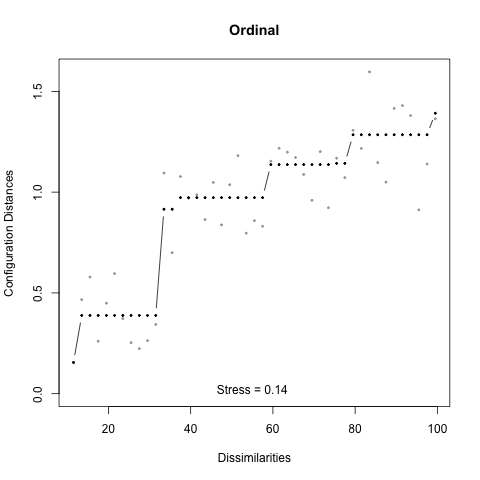 Ordinal
Configuration Distances
1.5
1.0
0.5
0.0
Stress = 0.14
20 40 60 80 100
Dissimilarities